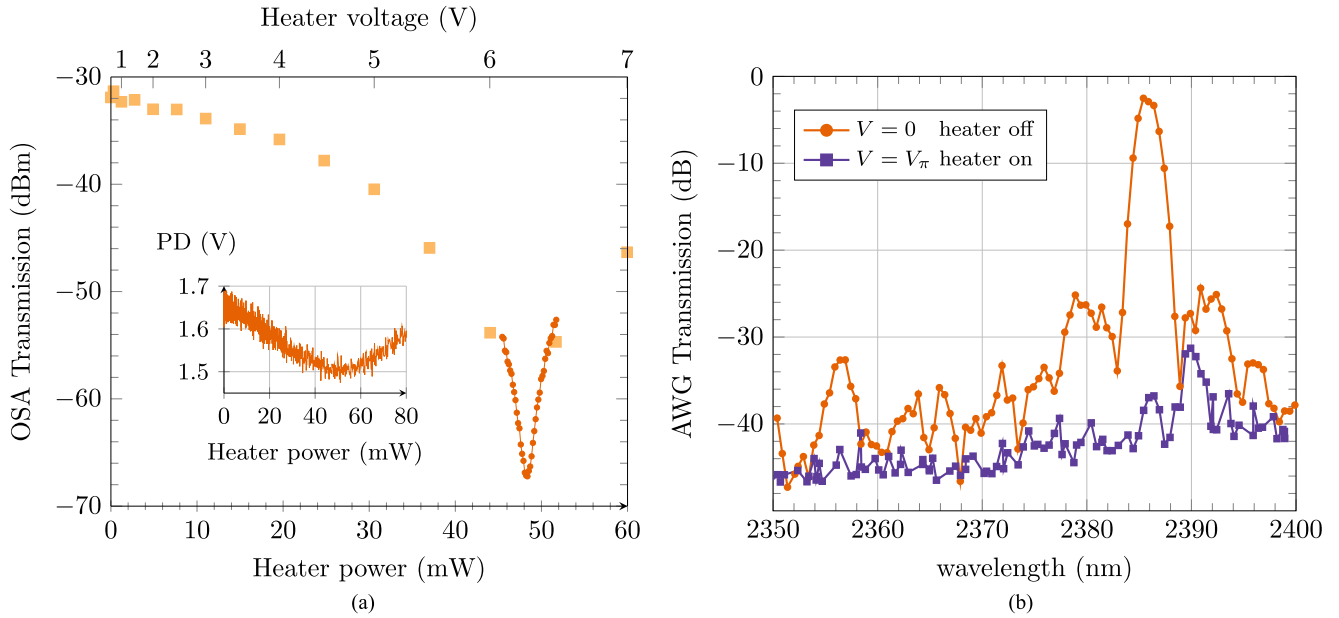 Heater voltage (V)
1 2 3 4 5 6 7
−30
−40
−50
−60
−70
OSA Transmission (dBm)
0 10 20 30 40 50 60
Heater power (mW)
PD (V)
1.7
1.6
1.5
0 20 40 60 80
Heater power (mW)
(a)
0
−10
−20
−30
−40
AWG Transmission (dB)
V = 0 heater off
V = Vπ heater on
2350 2360 2370 2380 2390 2400
wavelength (nm)
(b)